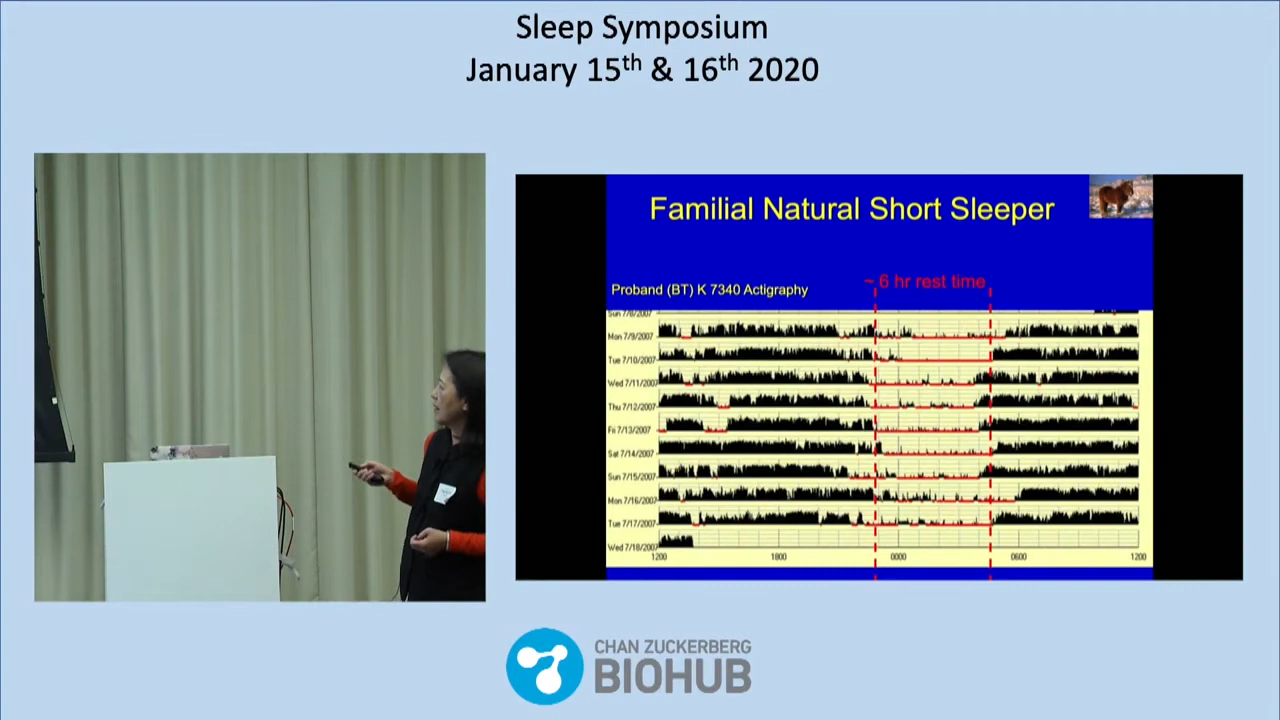 Sleep Symposium
January 15th & 16th 2020
Familial Natural Short Sleeper
~ 6 hr rest time
Proband (BT) K 7340 Actigraphy
Sun 7/8/2007
Mon 7/9/2007
Tue 7/10/2007
Wed 7/11/2007
Thu 7/12/2007
Fri 7/13/2007
Sat 7/14/2007
Sun 7/15/2007
Mon 7/16/2007
Tue 7/17/2007
Wed 7/18/2007
1200 1800 0000 0600 1200
CHAN ZUCKERBERG
BIOHUB